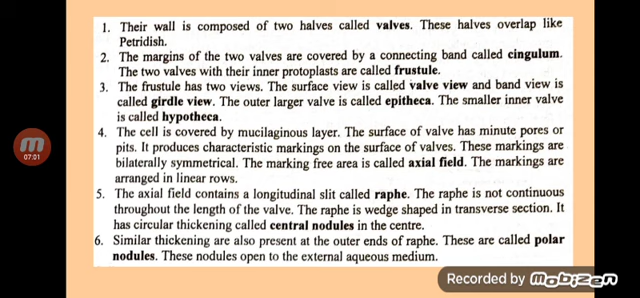 1. Their wall is composed of two halves called valves. These halves overlap like
Petridish.
2. The margins of the two valves are covered by a connecting band called cingulum.
The two valves with their inner protoplasts are called frustule.
3. The frustule has two views. The surface view is called valve view and band view is
called girdle view. The outer larger valve is called epitheca. The smaller inner valve
is called hypotheca.
4. The cell is covered by mucilaginous layer. The surface of valve has minute pores or
pits. It produces characteristic markings on the surface of valves. These markings are
bilaterally symmetrical. The marking free area is called axial field. The markings are
arranged in linear rows.
5. The axial field contains a longitudinal slit called raphe. The raphe is not continuous
throughout the length of the valve. The raphe is wedge shaped in transverse section. It
has circular thickening called central nodules in the centre.
6. Similar thickening are also present at the outer ends of raphe. These are called polar
nodules. These nodules open to the external aqueous medium.
07:01
Recorded by Mobizen